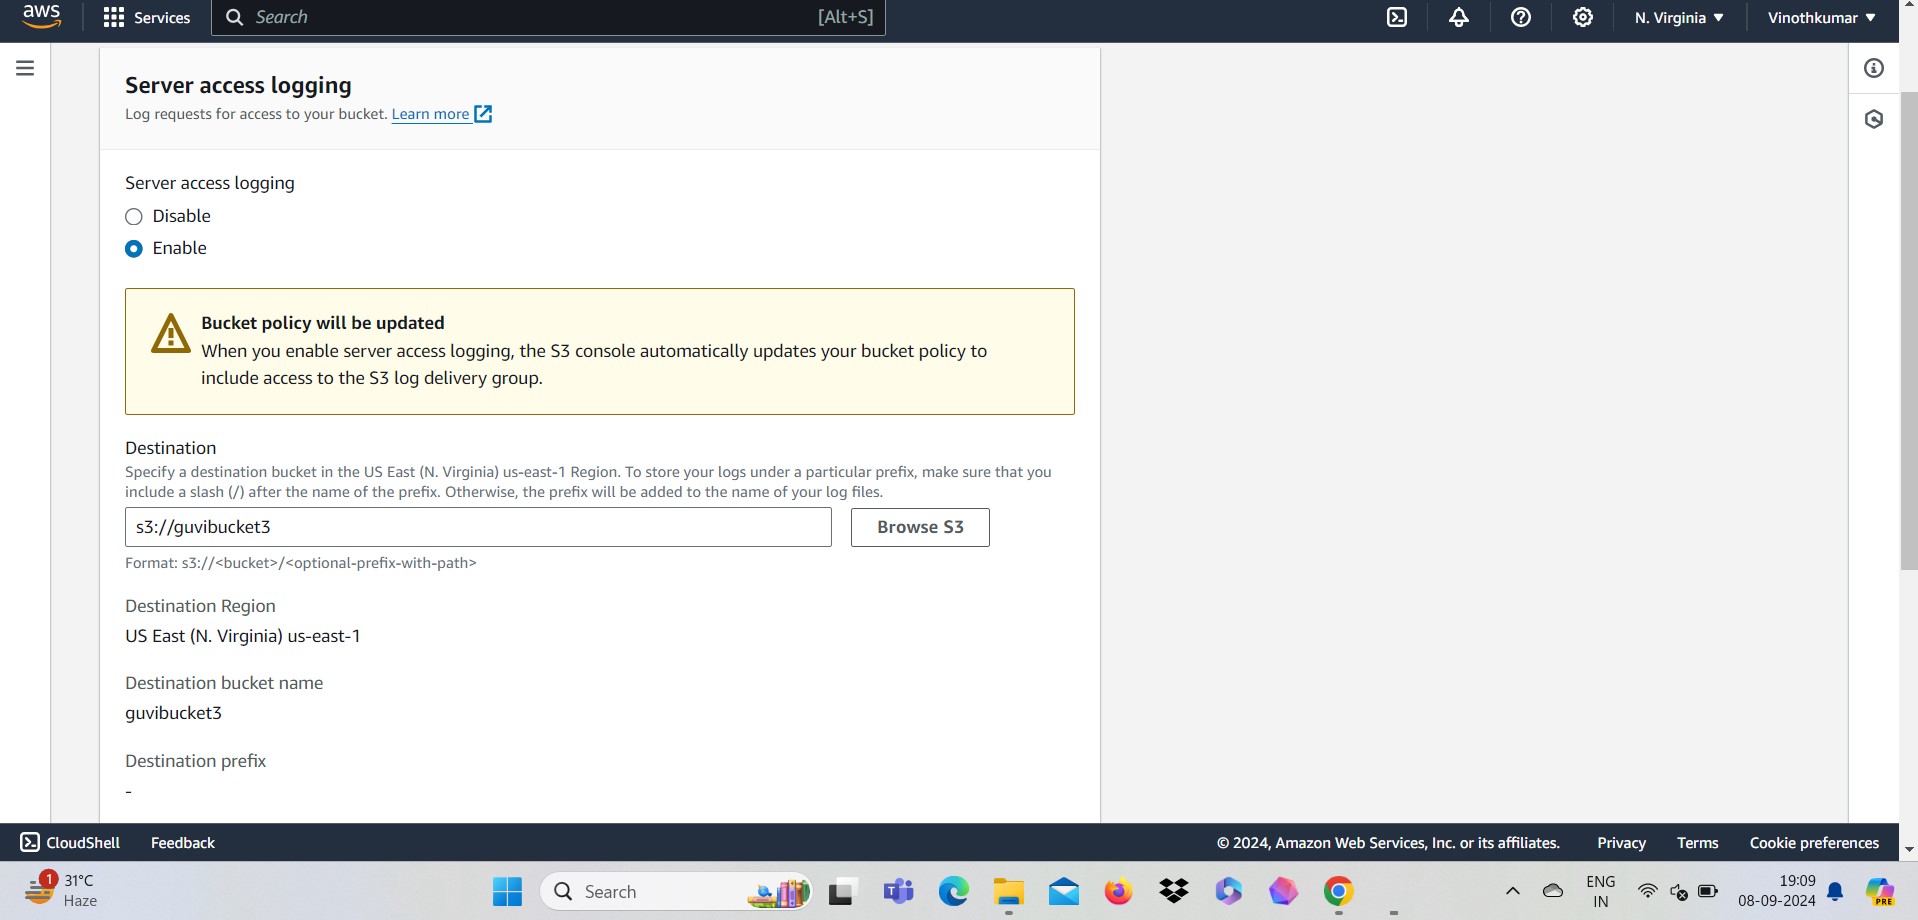 aws
Services
Search
[Alt+S]
N. Virginia ▼
Vinothkumar ▼
Server access logging
Log requests for access to your bucket. Learn more
Server access logging
Disable
Enable
Bucket policy will be updated
When you enable server access logging, the S3 console automatically updates your bucket policy to
include access to the S3 log delivery group.
Destination
Specify a destination bucket in the US East (N. Virginia) us-east-1 Region. To store your logs under a particular prefix, make sure that you
include a slash (/) after the name of the prefix. Otherwise, the prefix will be added to the name of your log files.
s3://guvibucket3
Browse S3
Format: s3://<bucket>/<optional-prefix-with-path>
Destination Region
US East (N. Virginia) us-east-1
Destination bucket name
guvibucket3
Destination prefix
-
CloudShell
Feedback
© 2024, Amazon Web Services, Inc. or its affiliates.
Privacy
Terms
Cookie preferences
1
31°C
Haze
Search
ENG
IN
19:09
08-09-2024
PRE